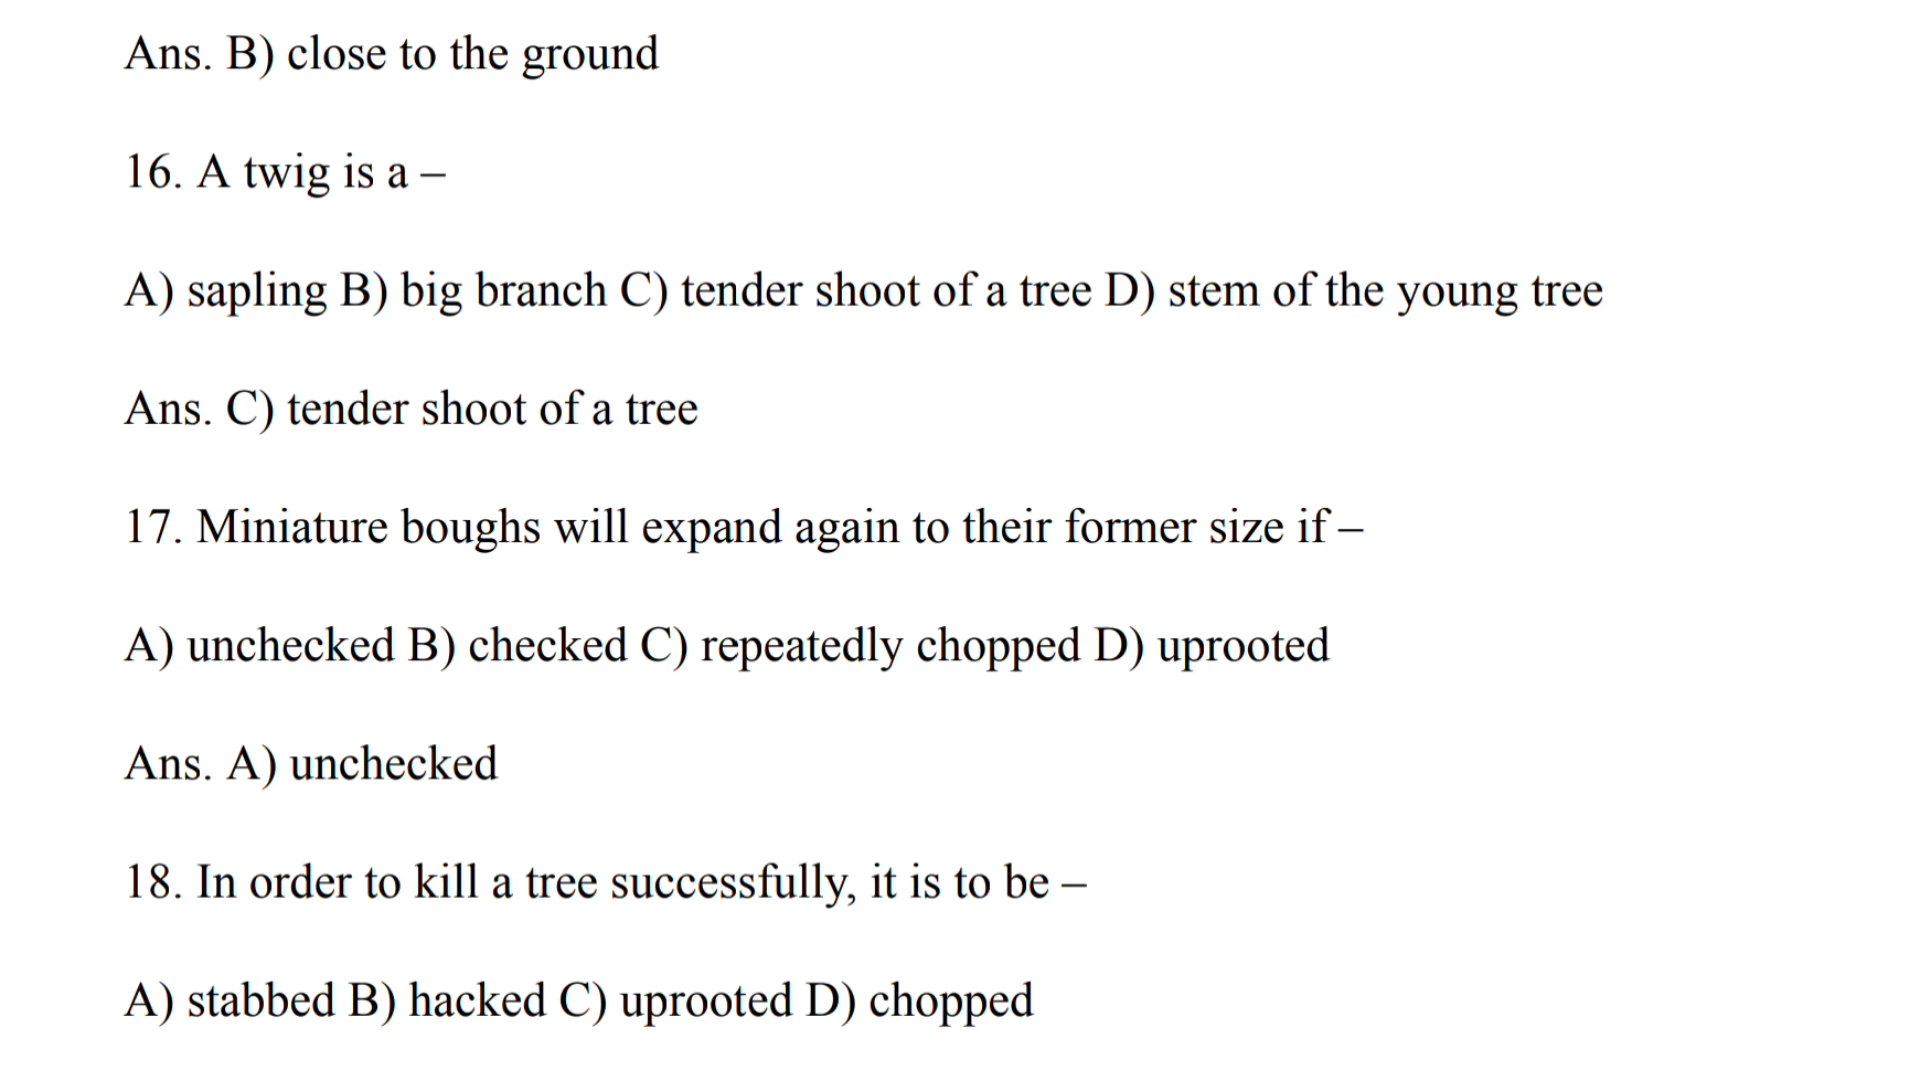 Ans. B) close to the ground
16. A twig is a –
A) sapling B) big branch C) tender shoot of a tree D) stem of the young tree
Ans. C) tender shoot of a tree
17. Miniature boughs will expand again to their former size if –
A) unchecked B) checked C) repeatedly chopped D) uprooted
Ans. A) unchecked
18. In order to kill a tree successfully, it is to be –
A) stabbed B) hacked C) uprooted D) chopped